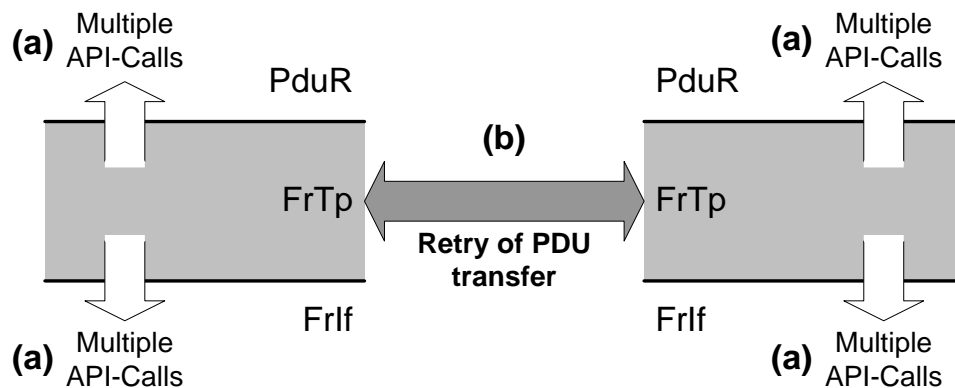 (a) Multiple
API-Calls
(a) Multiple
API-Calls
PduR
PduR
(b)
FrTp
FrTp
Retry of PDU
transfer
FrIf
FrIf
(a) Multiple
API-Calls
(a) Multiple
API-Calls